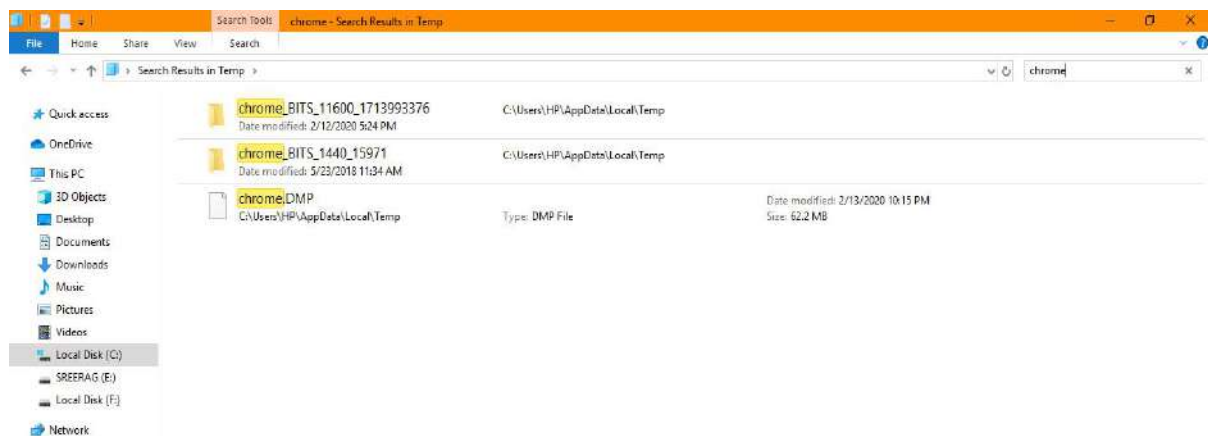 Search Tools chrome - Search Results in Temp
File Home Share View Search
Search Results in Temp
chrome
Quick access
OneDrive
This PC
3D Objects
Desktop
Documents
Downloads
Music
Pictures
Videos
Local Disk (C:)
SREERAG (E:)
Local Disk (F:)
Network
chrome_BITS_11600_1713993376 C:\Users\HP\AppData\Local\Temp
Date modified: 2/12/2020 5:24 PM
chrome_BITS_1440_15971 C:\Users\HP\AppData\Local\Temp
Date modified: 5/23/2018 11:34 AM
chrome.DMP Date modified: 2/13/2020 10:15 PM
C:\Users\HP\AppData\Local\Temp Type: DMP File Size: 62.2 MB